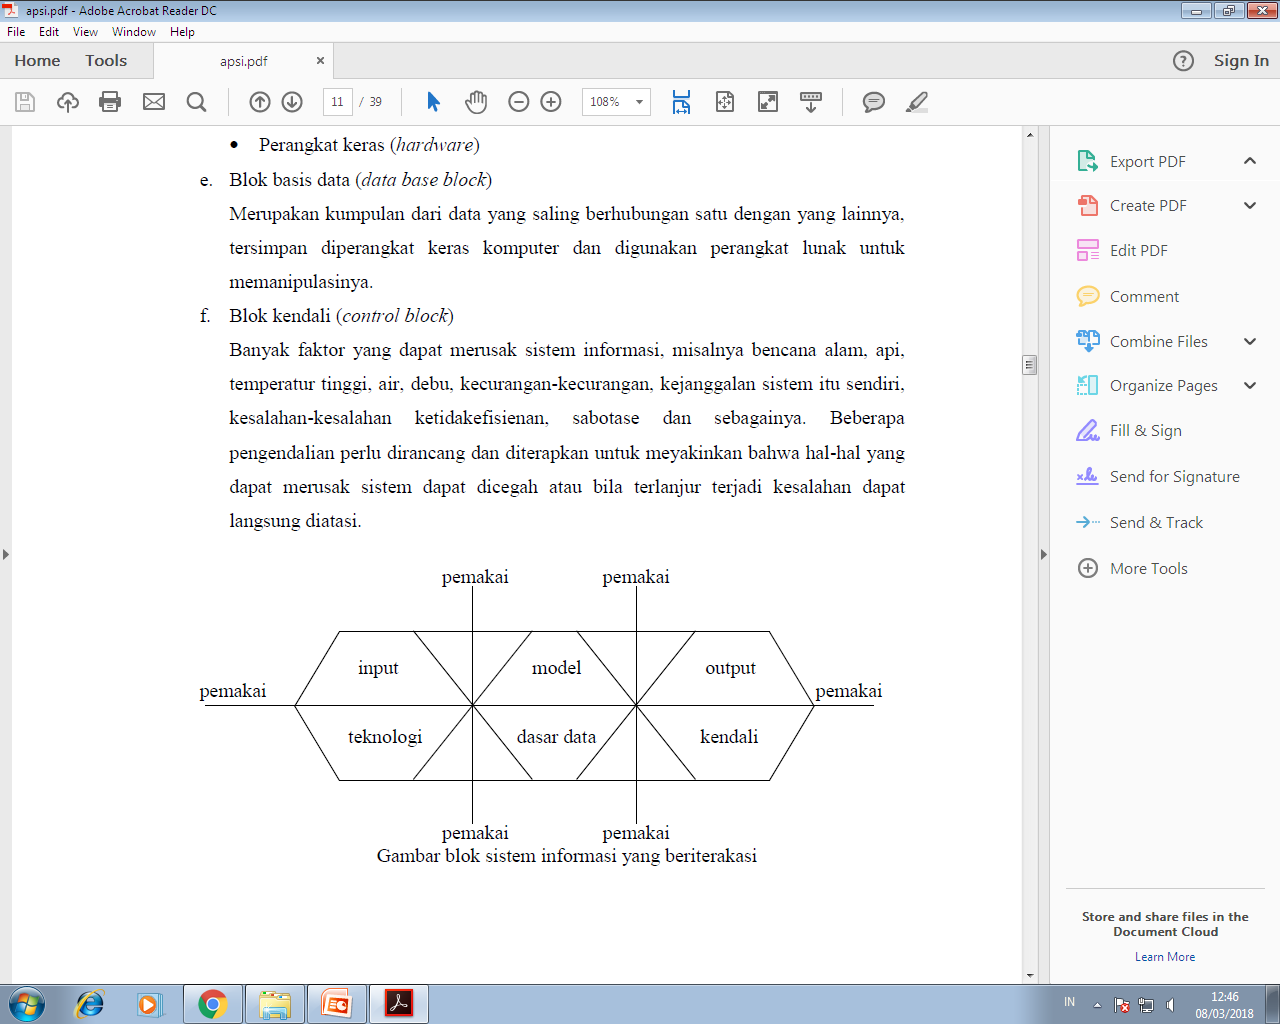 apsi.pdf - Adobe Acrobat Reader DC
File Edit View Window Help
Home Tools apsi.pdf × ? Sign In
11 / 39 108%
• Perangkat keras (hardware)
e. Blok basis data (data base block)
Merupakan kumpulan dari data yang saling berhubungan satu dengan yang lainnya,
tersimpan diperangkat keras komputer dan digunakan perangkat lunak untuk
memanipulasinya.
f. Blok kendali (control block)
Banyak faktor yang dapat merusak sistem informasi, misalnya bencana alam, api,
temperatur tinggi, air, debu, kecurangan-kecurangan, kejanggalan sistem itu sendiri,
kesalahan-kesalahan ketidakefisienan, sabotase dan sebagainya. Beberapa
pengendalian perlu dirancang dan diterapkan untuk meyakinkan bahwa hal-hal yang
dapat merusak sistem dapat dicegah atau bila terlanjur terjadi kesalahan dapat
langsung diatasi.
pemakai pemakai
input model output
pemakai pemakai
teknologi dasar data kendali
pemakai pemakai
Gambar blok sistem informasi yang beriterakasi
Export PDF
Create PDF
Edit PDF
Comment
Combine Files
Organize Pages
Fill & Sign
Send for Signature
Send & Track
More Tools
Store and share files in the
Document Cloud
Learn More
IN 12:46
08/03/2018